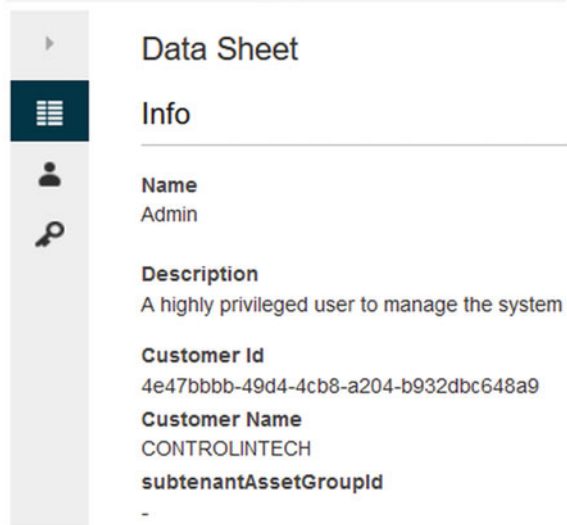 Data Sheet
Info
Name
Admin
Description
A highly privileged user to manage the system
Customer Id
4e47bbbb-49d4-4cb8-a204-b932dbc648a9
Customer Name
CONTROLINTECH
subtenantAssetGroupId
-